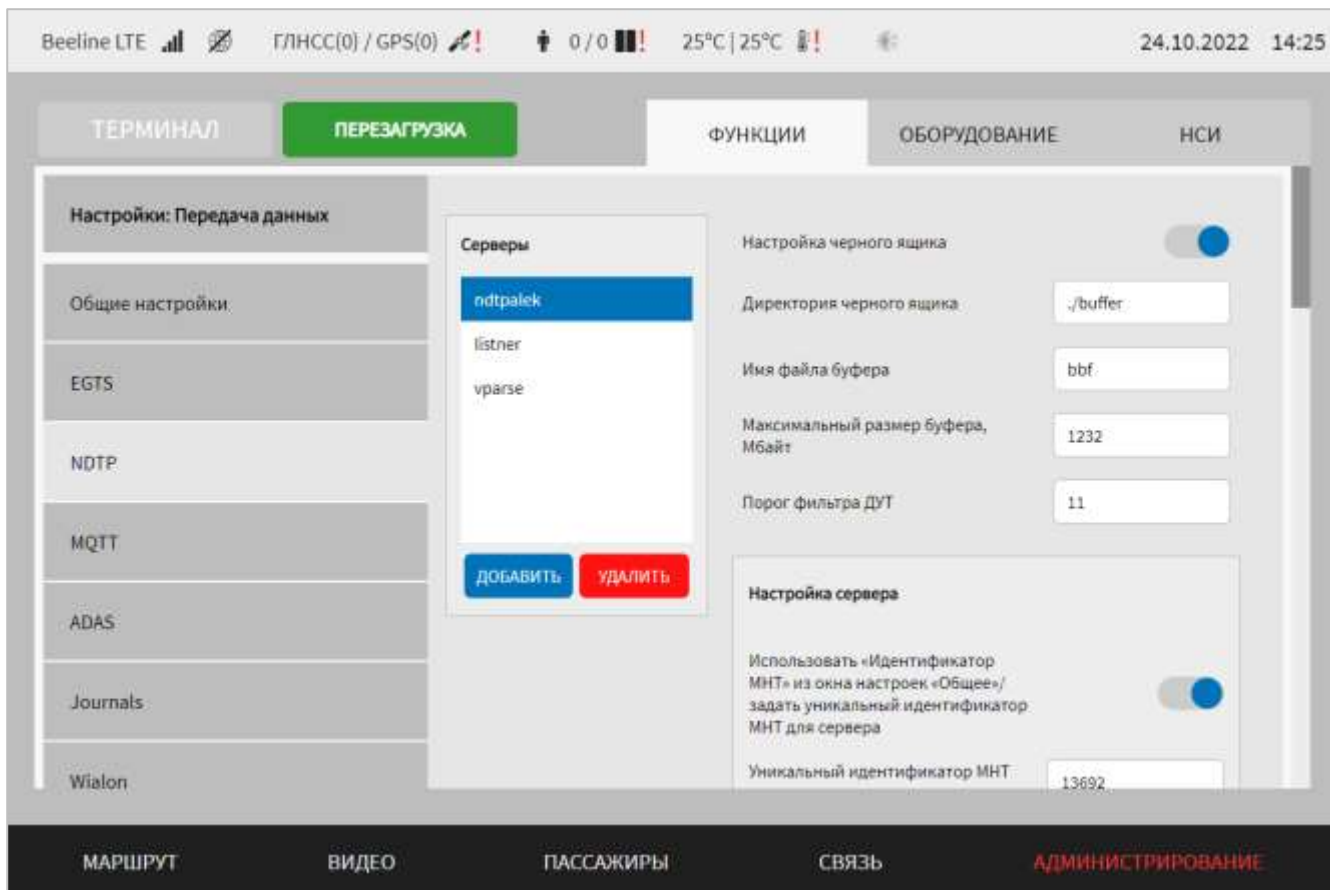 Beeline LTE ГЛНСС(0) / GPS(0) ! 0 / 0 ! 25°C | 25°C ! 24.10.2022 14:25
ТЕРМИНАЛ ПЕРЕЗАГРУЗКА ФУНКЦИИ ОБОРУДОВАНИЕ НСИ
Настройки: Передача данных
Общие настройки
EGTS
NDTP
MQTT
ADAS
Journals
Wialon
Серверы
ndtpalek
listner
vparse
ДОБАВИТЬ УДАЛИТЬ
Настройка черного ящика
Директория черного ящика ./buffer
Имя файла буфера bbf
Максимальный размер буфера,
Мбайт 1232
Порог фильтра ДУТ 11
Настройка сервера
Использовать «Идентификатор
МНТ» из окна настроек «Общее»/
задать уникальный идентификатор
МНТ для сервера
Уникальный идентификатор МНТ 13692
МАРШРУТ ВИДЕО ПАССАЖИРЫ СВЯЗЬ АДМИНИСТРИРОВАНИЕ